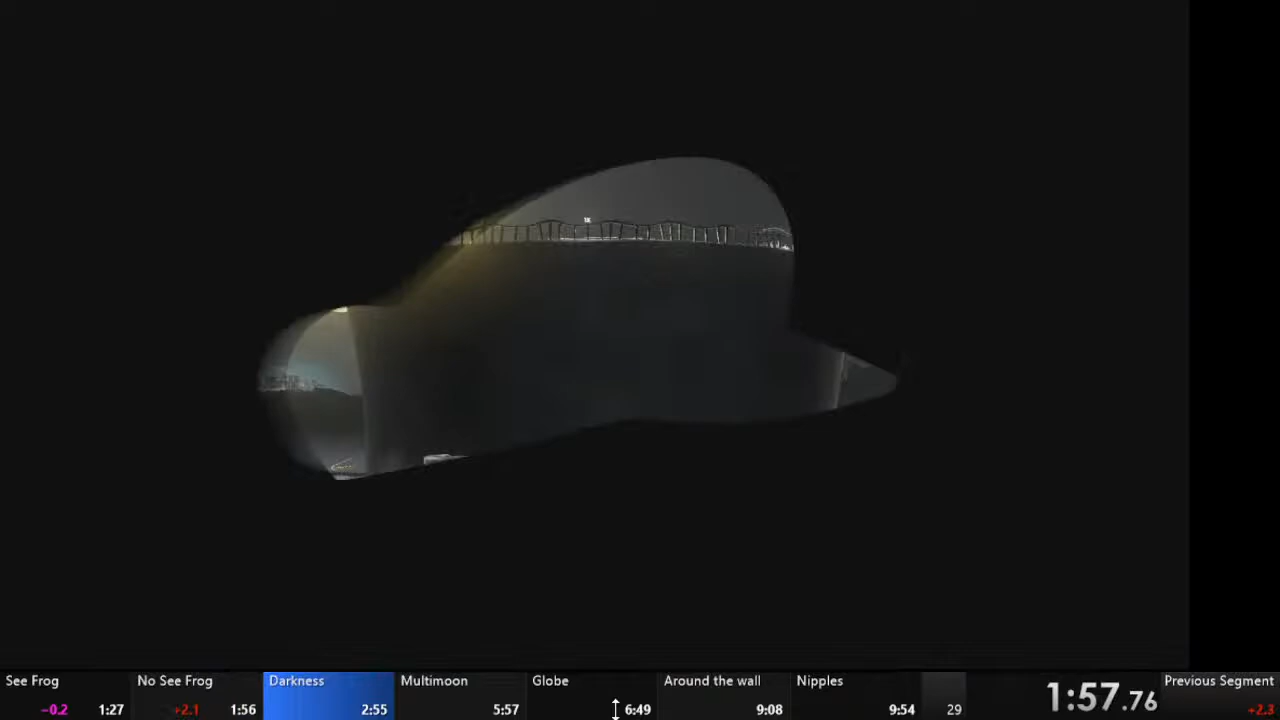 See Frog
−0.2 1:27
No See Frog
+2.1 1:56
Darkness
2:55
Multimoon
5:57
Globe
6:49
Around the wall
9:08
Nipples
9:54
29
1:57.76
Previous Segment
+2.3